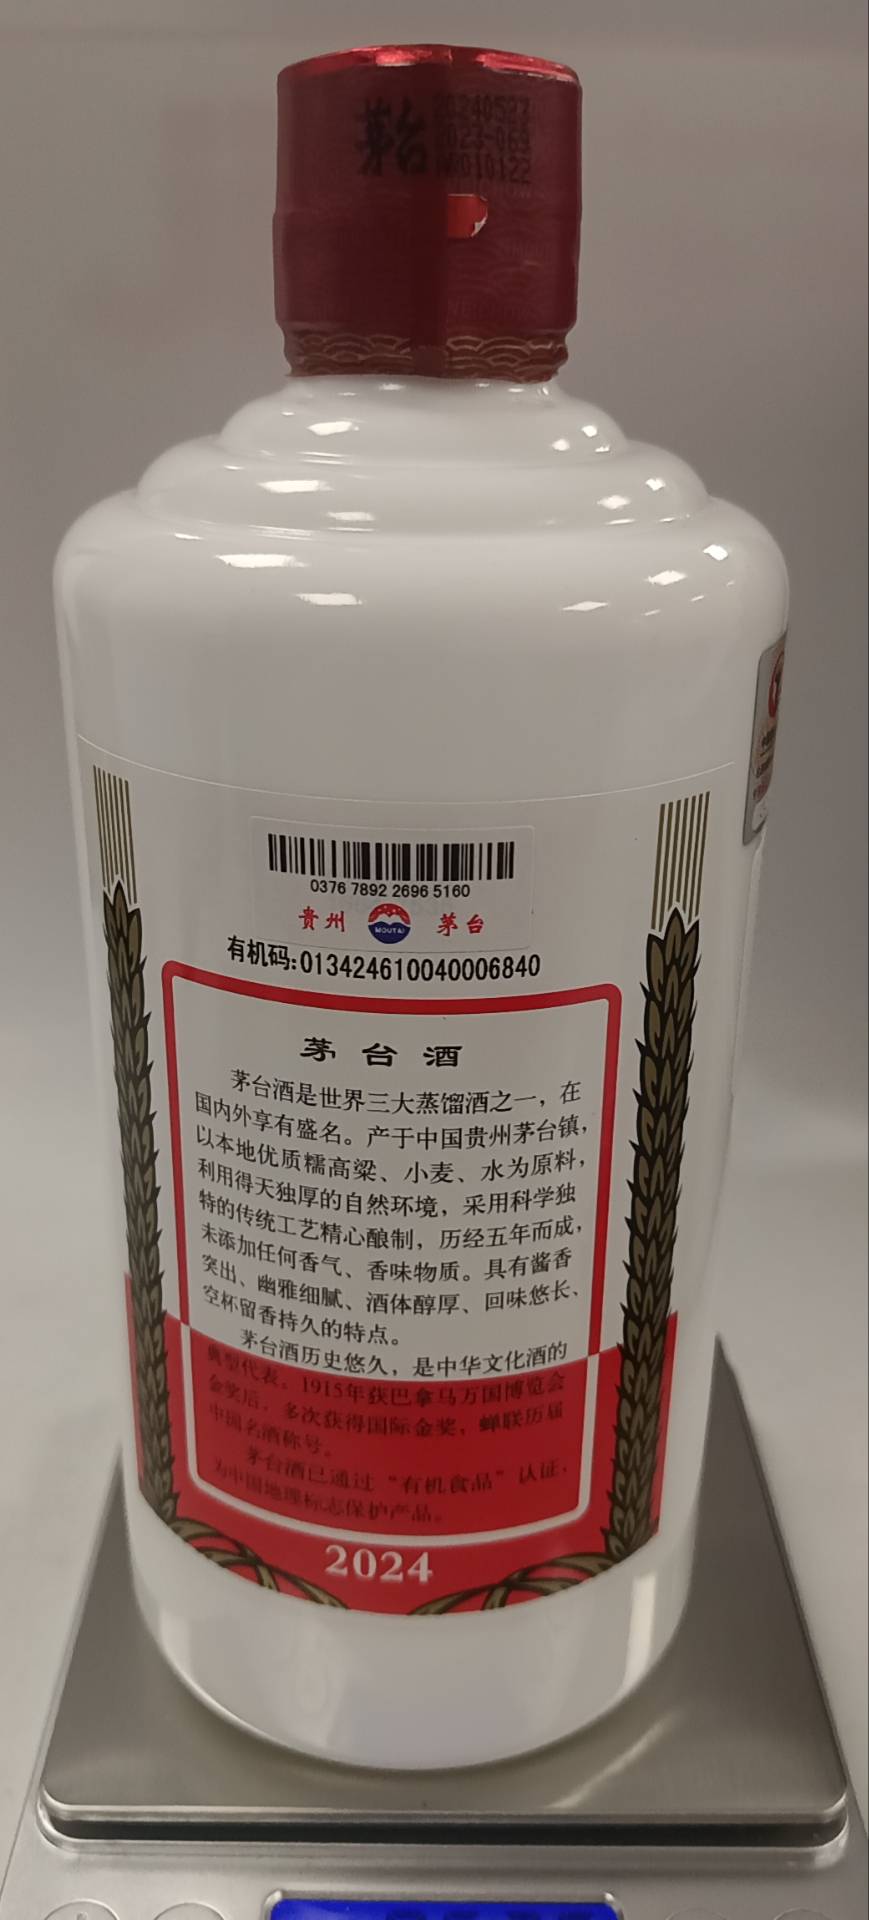 茅台
20240527
2023-069
0376 7892 2696 5160
贵州 MOUTAI 茅台
有机码:013424610040006840
茅台酒
茅台酒是世界三大蒸馏酒之一，在
国内外享有盛名。产于中国贵州茅台镇，
以本地优质糯高粱、小麦、水为原料，
利用得天独厚的自然环境，采用科学独
特的传统工艺精心酿制，历经五年而成，
未添加任何香气、香味物质。具有酱香
突出、幽雅细腻、酒体醇厚、回味悠长、
空杯留香持久的特点。
茅台酒历史悠久，是中华文化酒的
典型代表。1915年获巴拿马万国博览会
金奖后，多次获得国际金奖，蝉联历届
中国名酒称号。
茅台酒已通过“有机食品”认证，
为中国地理标志保护产品。
2024